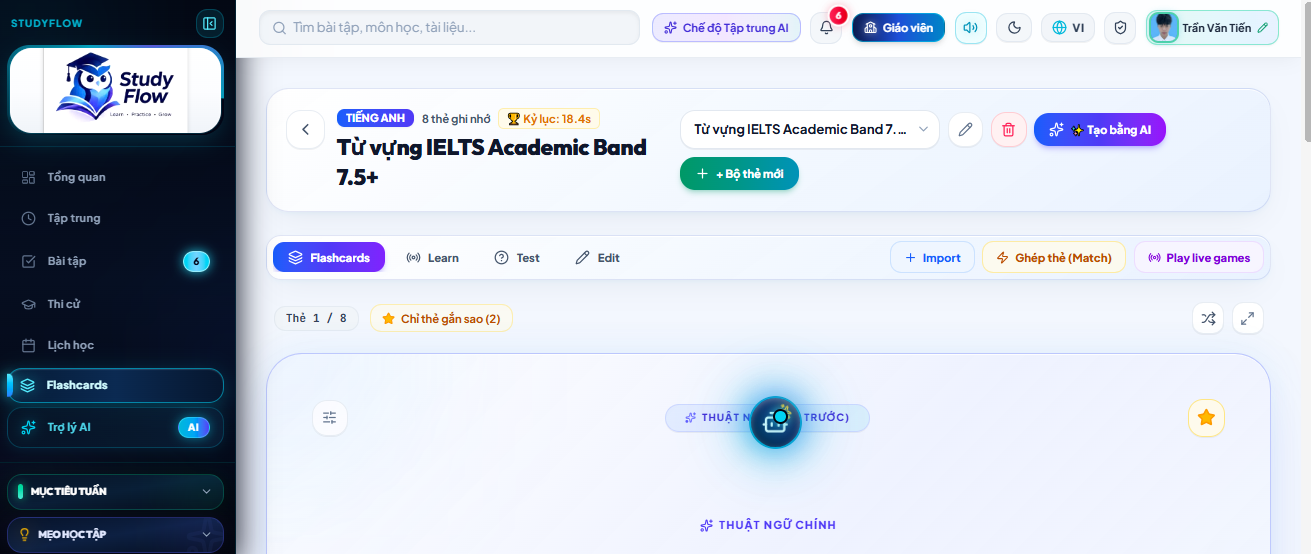 STUDYFLOW
Study
Flow
Learn • Practice • Grow
Tổng quan
Tập trung
Bài tập
6
Thi cử
Lịch học
Flashcards
Trợ lý AI
AI
MỤC TIÊU TUẦN
MẸO HỌC TẬP
Tìm bài tập, môn học, tài liệu...
Chế độ Tập trung AI
6
Giáo viên
VI
Trần Văn Tiến
TIẾNG ANH
8 thẻ ghi nhớ
🏆 Kỷ lục: 18.4s
Từ vựng IELTS Academic Band
7.5+
Từ vựng IELTS Academic Band 7. ...
✨ Tạo bằng AI
+ Bộ thẻ mới
Flashcards
Learn
Test
Edit
Import
Ghép thẻ (Match)
Play live games
Thẻ 1 / 8
Chỉ thẻ gắn sao (2)
THUẬT
TRƯỚC)
THUẬT NGỮ CHÍNH